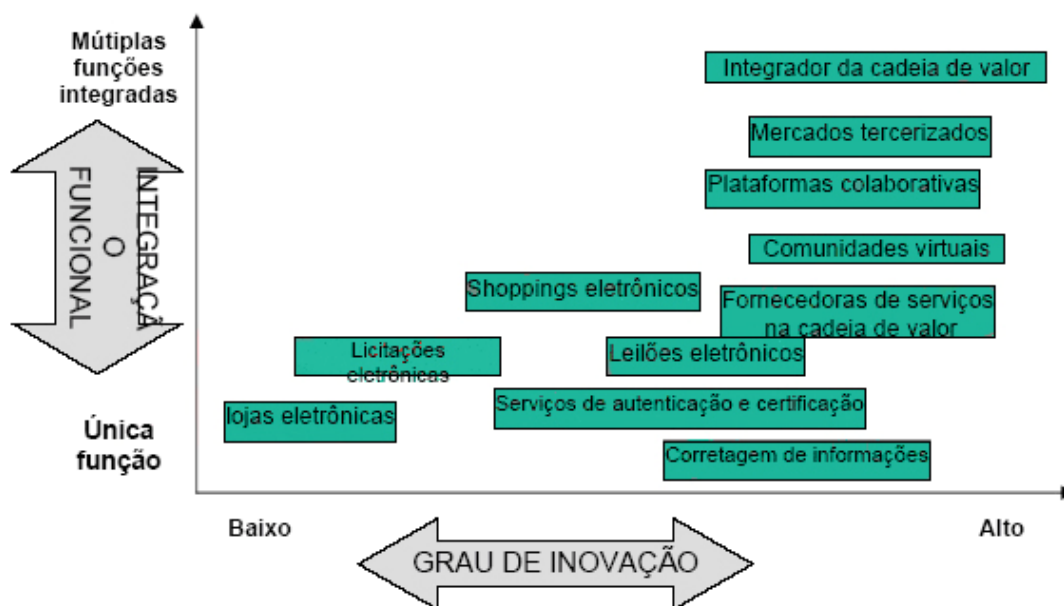 Mútiplas
funções
integradas
Integrador da cadeia de valor
Mercados tercerizados
Plataformas colaborativas
INTEGRAÇÃ
O
FUNCIONAL
Comunidades virtuais
Shoppings eletrônicos
Fornecedoras de serviços
na cadeia de valor
Licitações
eletrônicas
Leilões eletrônicos
lojas eletrônicas
Serviços de autenticação e certificação
Única
função
Corretagem de informações
Baixo
Alto
GRAU DE INOVAÇÃO